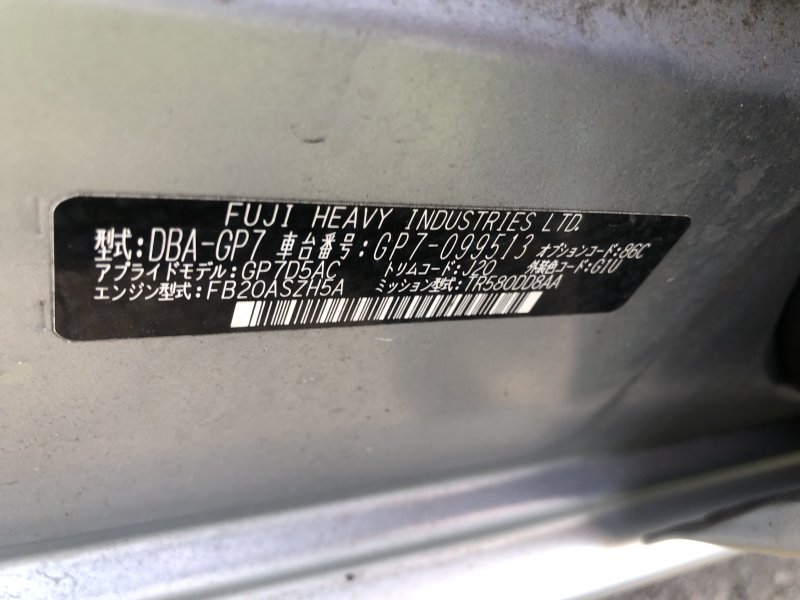 FUJI HEAVY INDUSTRIES LTD.
型式:DBA-GP7 車台番号:GP7-099513 オプションコード:86C
アプライドモデル:GP7D5AC トリムコード:J20 外装色コード:G1U
エンジン型式:FB20ASZH5A ミッション型式:TR580DD8AA